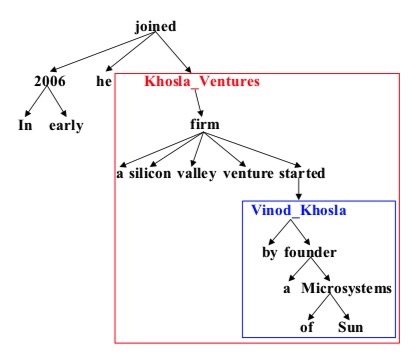 joined
2006 he Khosla_Ventures
In early firm
a silicon valley venture started
Vinod_Khosla
by founder
a Microsystems
of Sun